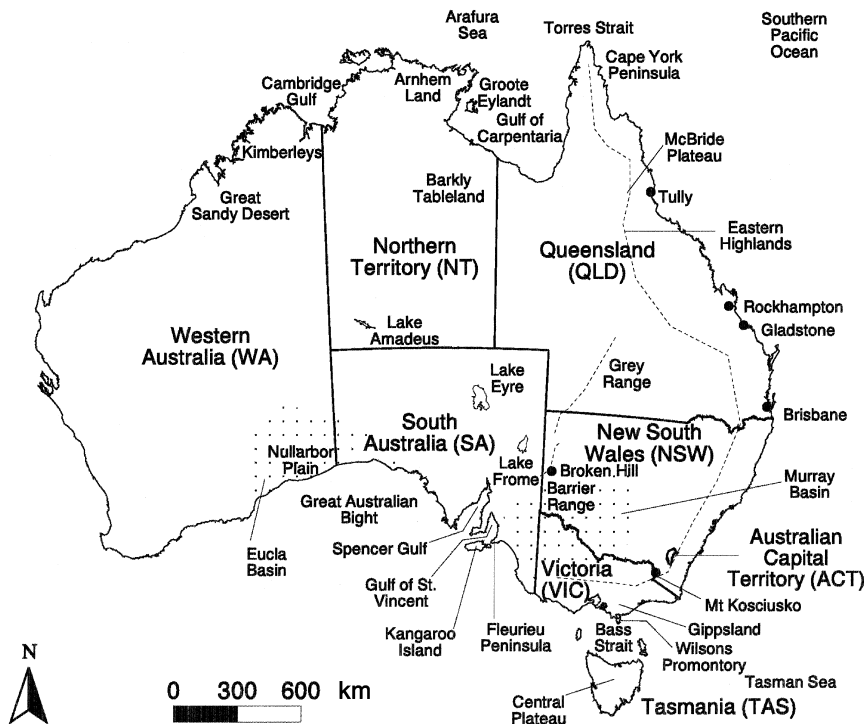 Arafura
Sea
Torres Strait
Southern
Pacific
Ocean
Cape York
Peninsula
Cambridge
Gulf
Arnhem
Land
Groote
Eylandt
Gulf of
Carpentaria
Kimberleys
McBride
Plateau
Great
Sandy Desert
Barkly
Tableland
Tully
Eastern
Highlands
Northern
Territory (NT)
Queensland
(QLD)
Rockhampton
Gladstone
Western
Australia (WA)
Lake
Amadeus
Lake
Eyre
Grey
Range
Brisbane
South
Australia (SA)
New South
Wales (NSW)
Nullarbor
Plain
Lake
Frome
Broken Hill
Barrier
Range
Murray
Basin
Great Australian
Bight
Eucla
Basin
Spencer Gulf
Australian
Capital
Territory (ACT)
Victoria
(VIC)
Gulf of St.
Vincent
Mt Kosciusko
Kangaroo
Island
Fleurieu
Peninsula
Bass
Strait
Gippsland
Wilsons
Promontory
Tasman Sea
Central
Plateau
Tasmania (TAS)
N
0 300 600 km